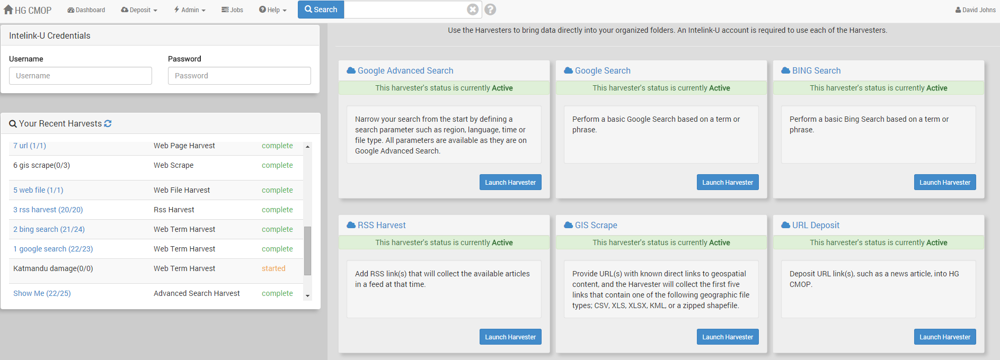 HG CMOP Dashboard Deposit Admin Jobs Help Search David Johns
Intelink-U Credentials
Username Password
Username Password
Your Recent Harvests
7 url (1/1) Web Page Harvest complete
6 gis scrape(0/3) Web Scrape complete
5 web file (1/1) Web File Harvest complete
3 rss harvest (20/20) Rss Harvest complete
2 bing search (21/24) Web Term Harvest complete
1 google search (22/23) Web Term Harvest complete
Katmandu damage(0/0) Web Term Harvest started
Show Me (22/25) Advanced Search Harvest complete
Use the Harvesters to bring data directly into your organized folders. An Intelink-U account is required to use each of the Harvesters.
Google Advanced Search
This harvester's status is currently Active
Narrow your search from the start by defining a
search parameter such as region, language, time or
file type. All parameters are available as they are on
Google Advanced Search.
Launch Harvester
Google Search
This harvester's status is currently Active
Perform a basic Google Search based on a term or
phrase.
Launch Harvester
BING Search
This harvester's status is currently Active
Perform a basic Bing Search based on a term or
phrase.
Launch Harvester
RSS Harvest
This harvester's status is currently Active
Add RSS link(s) that will collect the available articles
in a feed at that time.
Launch Harvester
GIS Scrape
This harvester's status is currently Active
Provide URL(s) with known direct links to geospatial
content, and the Harvester will collect the first five
links that contain one of the following geographic file
types; CSV, XLS, XLSX, KML, or a zipped shapefile.
Launch Harvester
URL Deposit
This harvester's status is currently Active
Deposit URL link(s), such as a news article, into HG
CMOP.
Launch Harvester